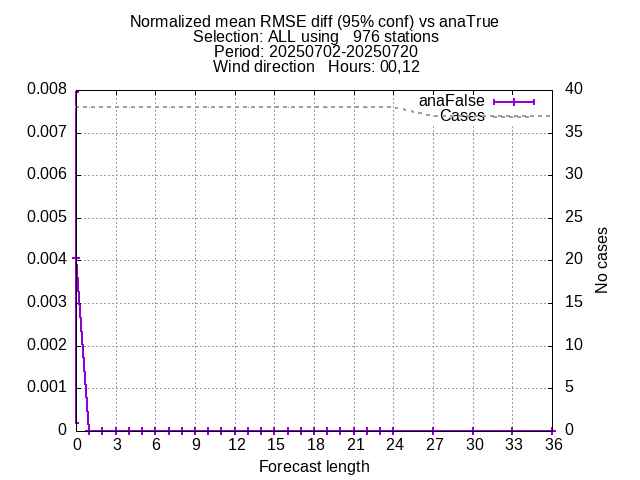 Normalized mean RMSE diff (95% conf) vs anaTrue
Selection: ALL using   976 stations
Period: 20250702-20250720
Wind direction   Hours: 00,12
0.008
0.007
0.006
0.005
0.004
0.003
0.002
0.001
0
anaFalse
Cases
40
35
30
25
20
15
10
5
0
No cases
0 3 6 9 12 15 18 21 24 27 30 33 36
Forecast length